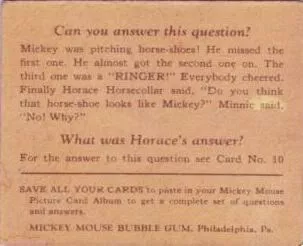 Can you answer this question?
Mickey was pitching horse-shoes! He missed the
first one. He almost got the second one on. The
third one was a "RINGER!" Everybody cheered.
Finally Horace Horsecollar said, "Do you think
that horse-shoe looks like Mickey?" Minnie said,
"No! Why?"
What was Horace's answer?
For the answer to this question see Card No. 10
SAVE ALL YOUR CARDS to paste in your Mickey Mouse
Picture Card Album to get a complete set of questions
and answers.
MICKEY MOUSE BUBBLE GUM, Philadelphia, Pa.